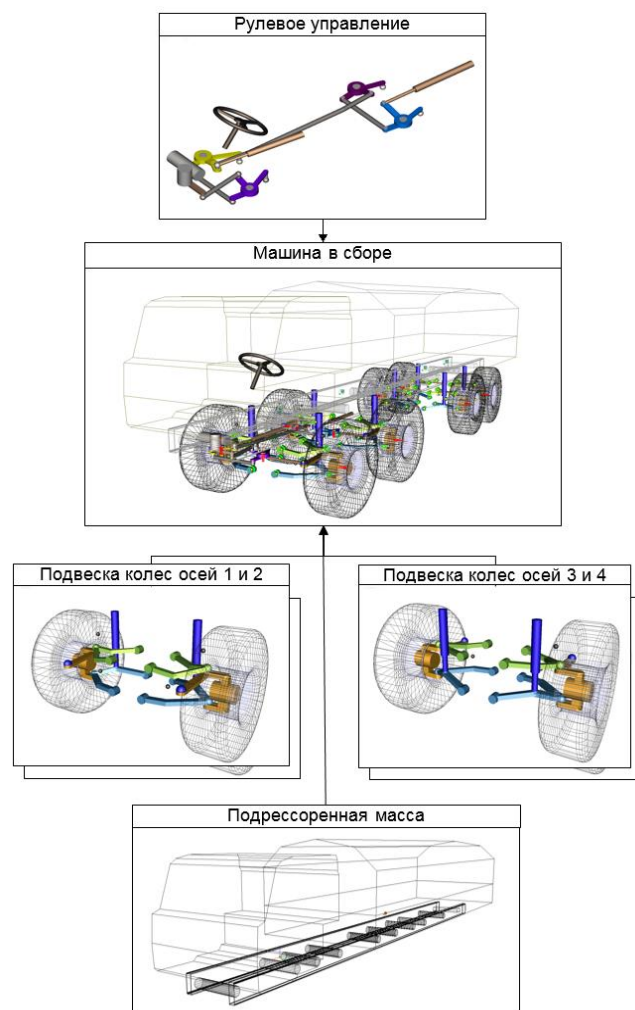 Рулевое управление
Машина в сборе
Подвеска колес осей 1 и 2
Подвеска колес осей 3 и 4
Подрессоренная масса